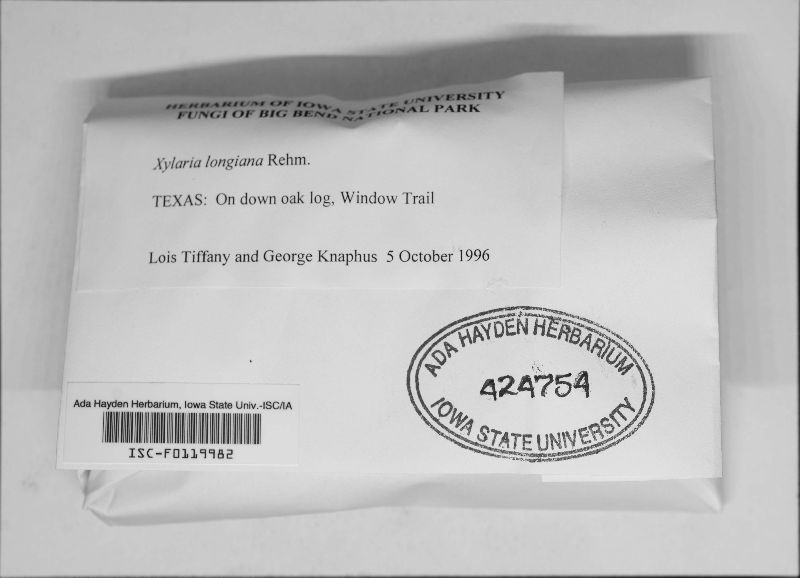 HERBARIUM OF IOWA STATE UNIVERSITY
FUNGI OF BIG BEND NATIONAL PARK
Xylaria longiana Rehm.
TEXAS: On down oak log, Window Trail
Lois Tiffany and George Knaphus 5 October 1996
ADA HAYDEN HERBARIUM
424754
IOWA STATE UNIVERSITY
Ada Hayden Herbarium, Iowa State Univ.-ISC/IA
ISC-F0119982